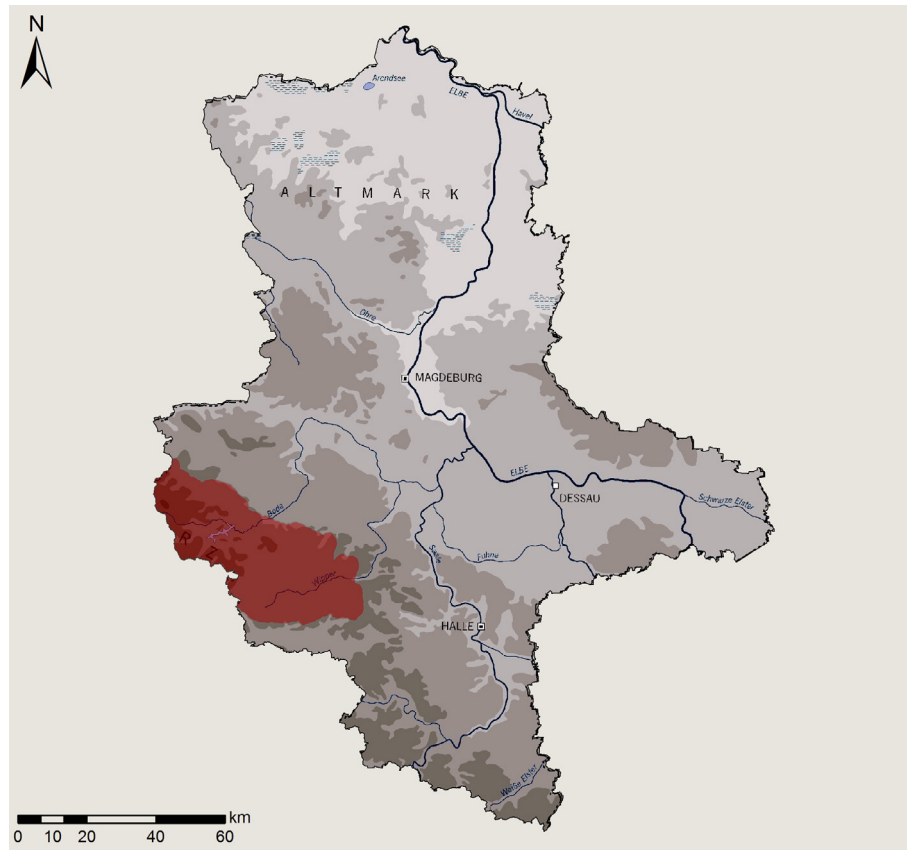 N
Arendsee
ELBE
Havel
ALTMARK
Ohre
MAGDEBURG
ELBE
DESSAU
Schwarze Elster
Bode
R
Z
Saale
Fuhne
Wipper
HALLE
Weiße Elster
km
0 10 20 40 60